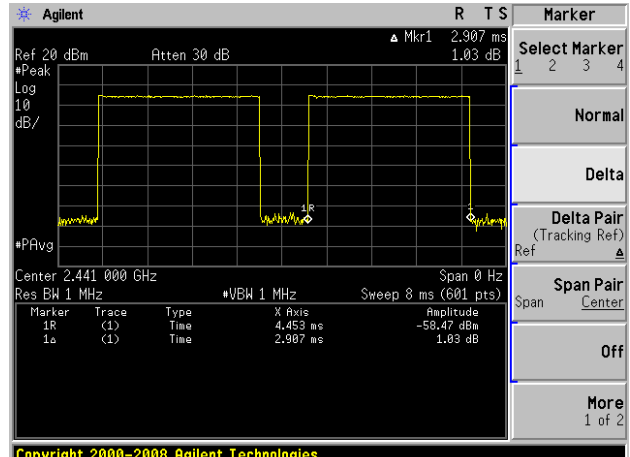 Agilent
R T S
Marker
Δ Mkr1 2.907 ms
Ref 20 dBm Atten 30 dB 1.03 dB
#Peak
Log
10
dB/
1R
1
#PAvg
Center 2.441 000 GHz Span 0 Hz
Res BW 1 MHz #VBW 1 MHz Sweep 8 ms (601 pts)
Marker Trace Type X Axis Amplitude
1R (1) Time 4.453 ms -58.47 dBm
1Δ (1) Time 2.907 ms 1.03 dB
Select Marker
1 2 3 4
Normal
Delta
Delta Pair
(Tracking Ref)
Ref Δ
Span Pair
Span Center
Off
More
1 of 2
Copyright 2000-2008 Agilent Technologies